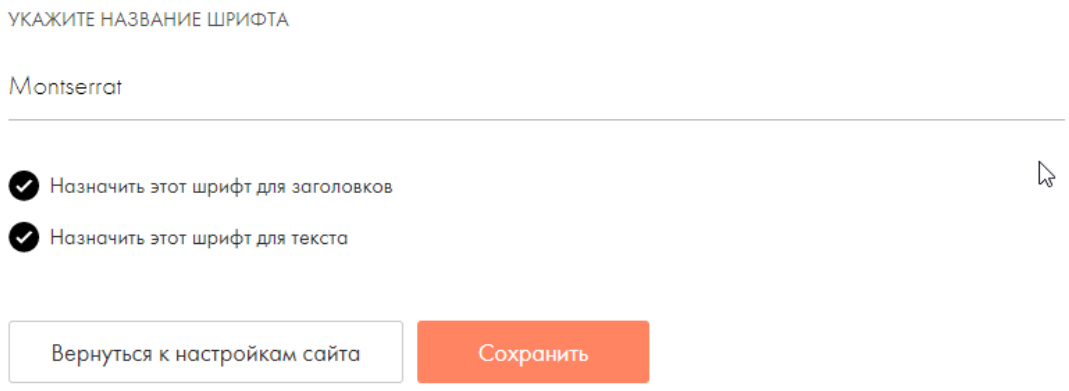 УКАЖИТЕ НАЗВАНИЕ ШРИФТА
Montserrat
Назначить этот шрифт для заголовков
Назначить этот шрифт для текста
Вернуться к настройкам сайта
Сохранить